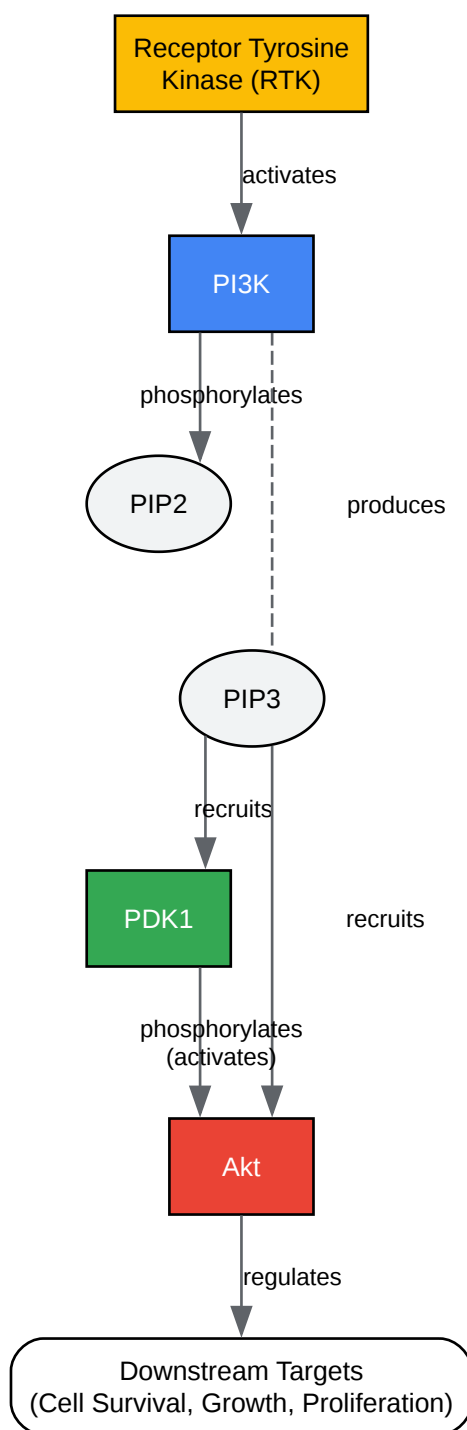 Receptor Tyrosine
Kinase (RTK)
activates
PI3K
phosphorylates
PIP2
produces
PIP3
recruits
PDK1
recruits
phosphorylates
(activates)
Akt
regulates
Downstream Targets
(Cell Survival, Growth, Proliferation)